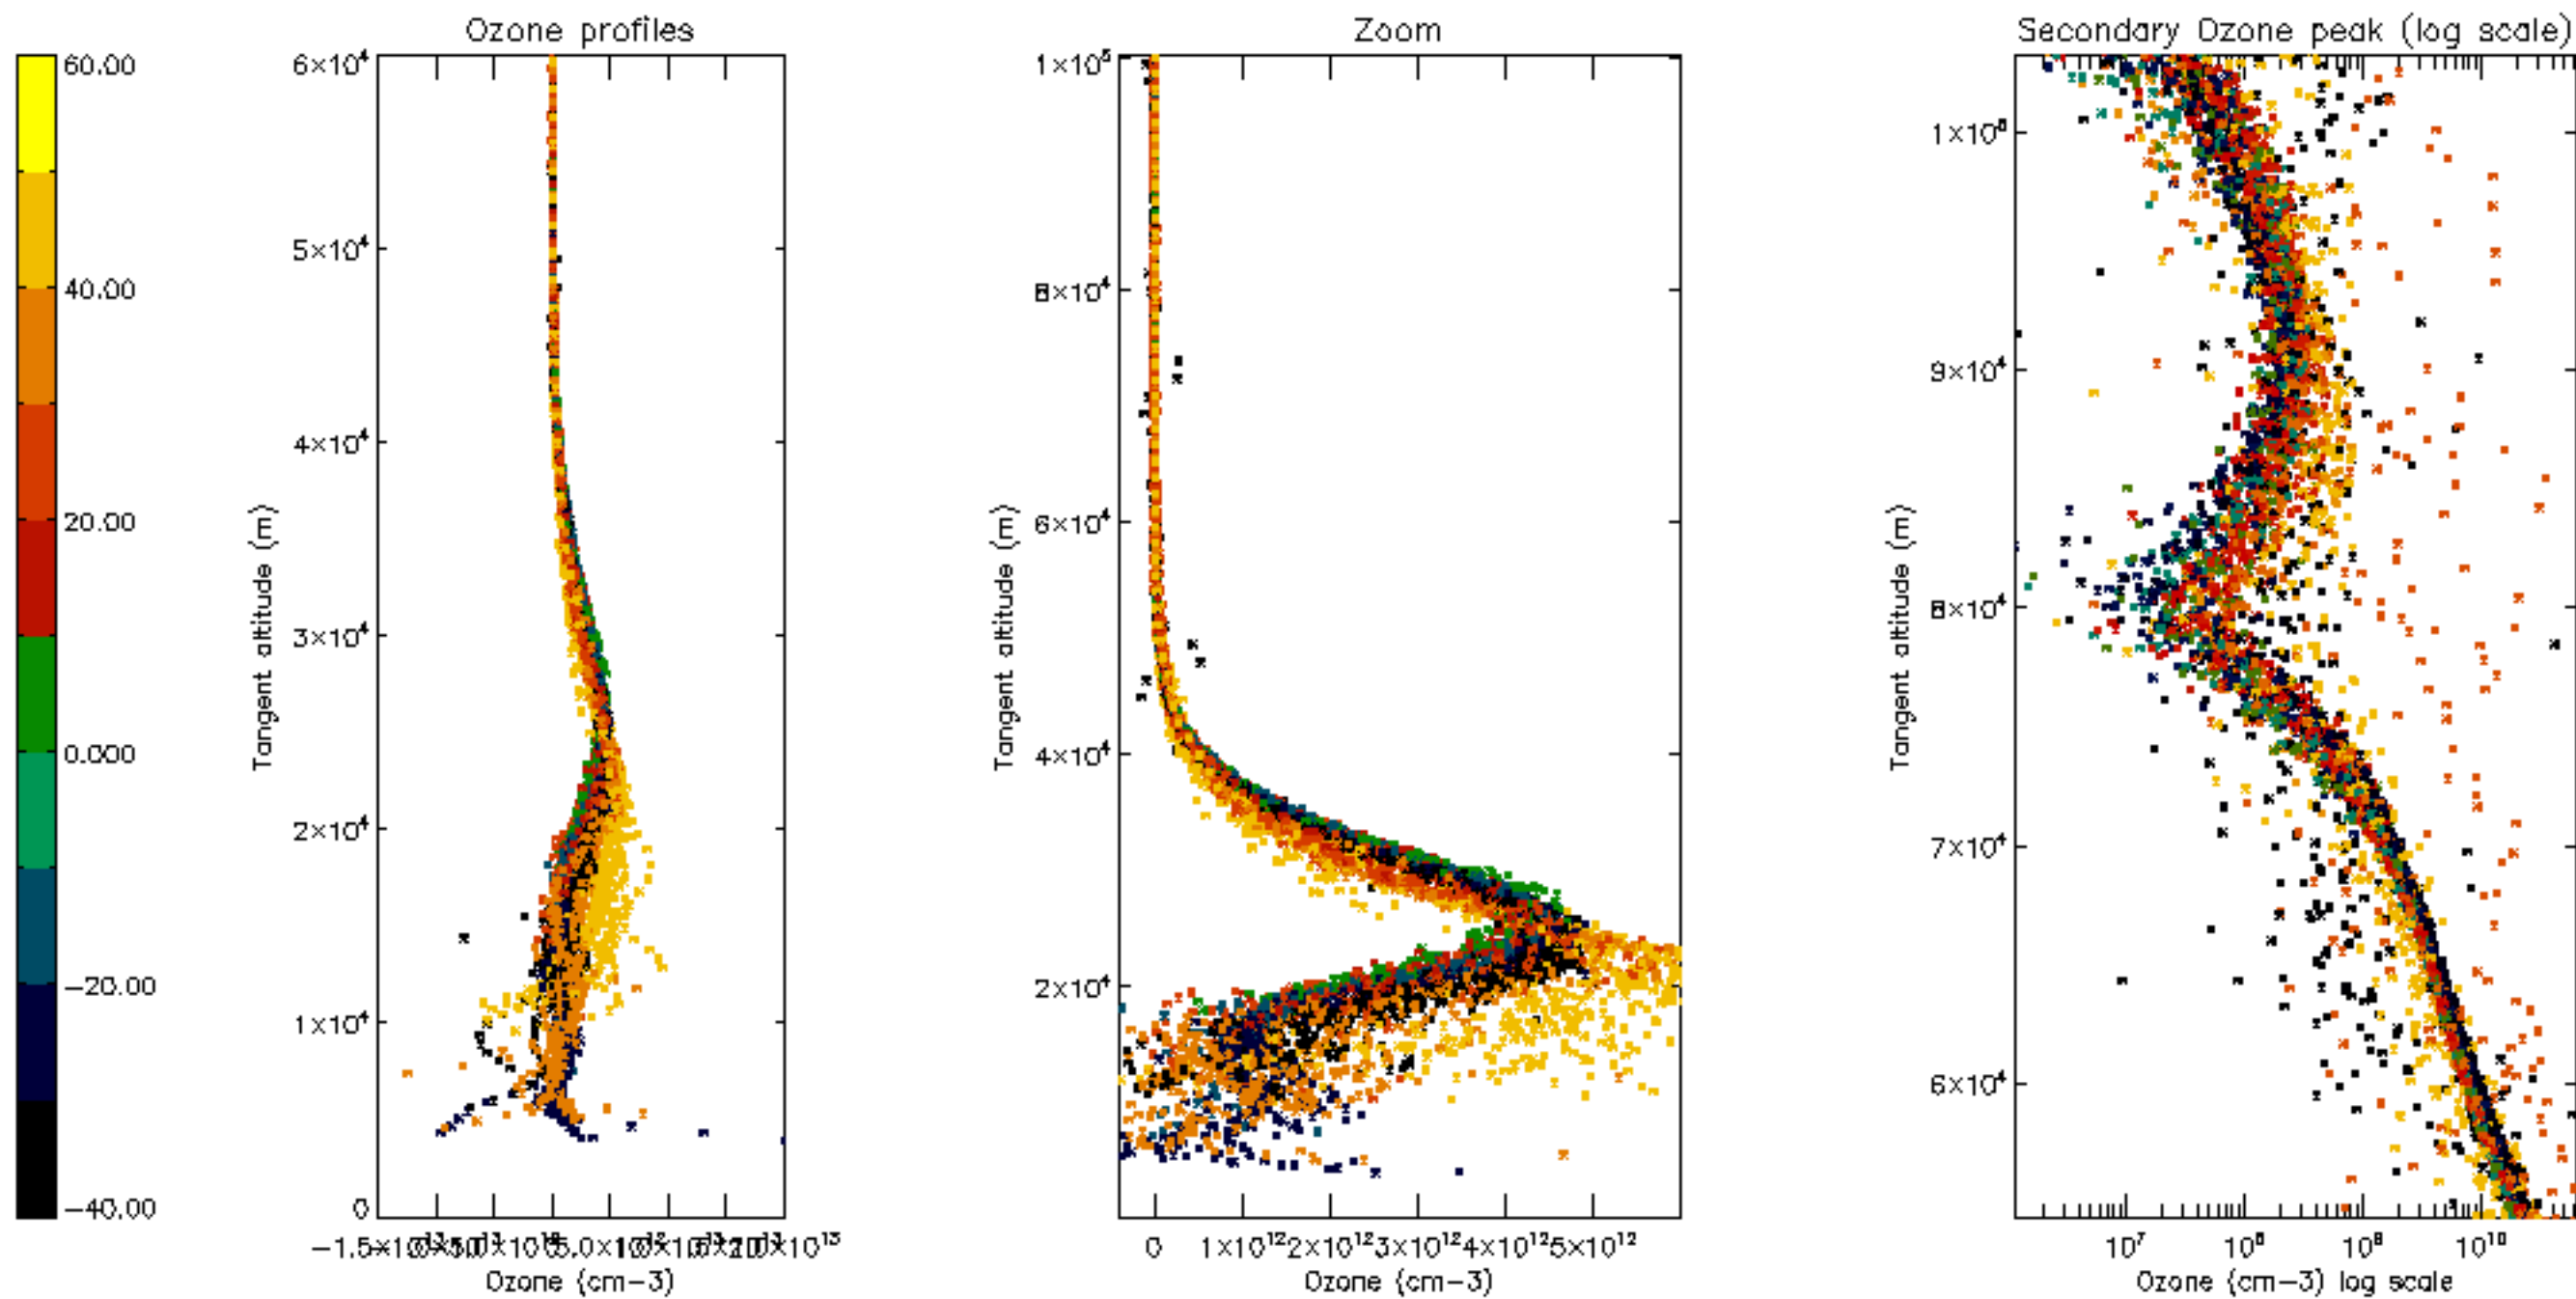 Ozone profiles
Zoom
Secondary Ozone peak (log scale)
60.00
40.00
20.00
0.000
−20.00
−40.00
6×10⁴
5×10⁴
4×10⁴
3×10⁴
2×10⁴
1×10⁴
0
Tangent altitude (m)
Ozone (cm−3)
1×10⁵
8×10⁴
6×10⁴
4×10⁴
2×10⁴
Tangent altitude (m)
0 1×10¹² 2×10¹² 3×10¹² 4×10¹² 5×10¹²
Ozone (cm−3)
9×10⁴
8×10⁴
7×10⁴
6×10⁴
Tangent altitude (m)
10⁷ 10⁸ 10⁹ 10¹⁰
Ozone (cm−3) log scale